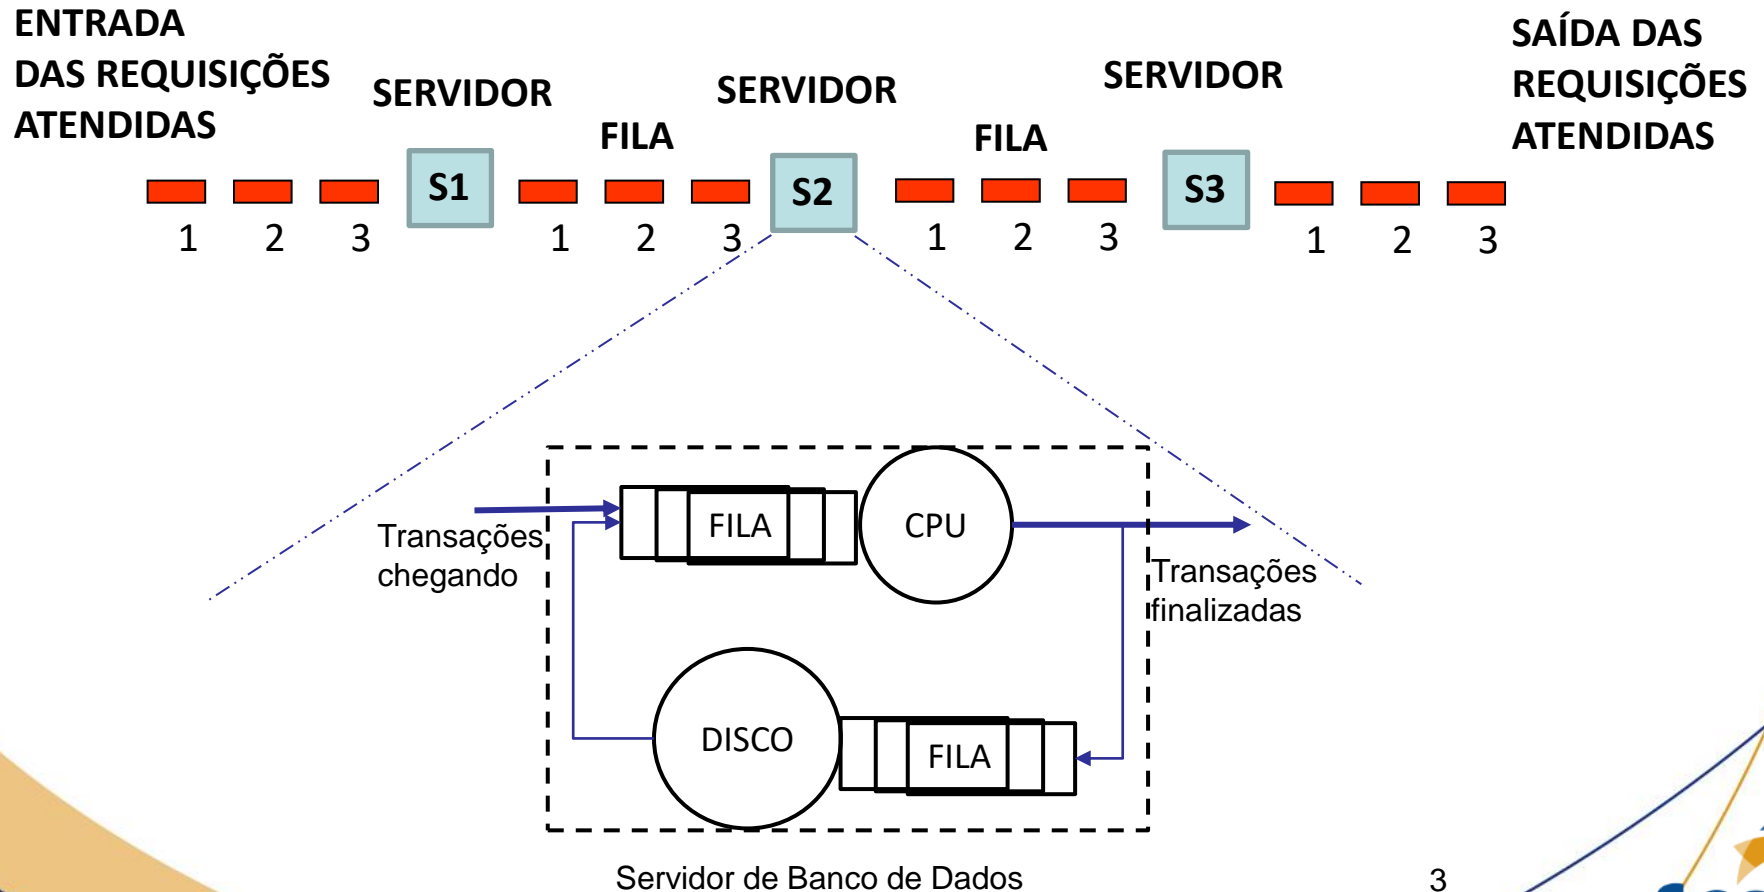 ENTRADA
DAS REQUISIÇÕES
ATENDIDAS
SERVIDOR
SERVIDOR
SERVIDOR
SAÍDA DAS
REQUISIÇÕES
ATENDIDAS
FILA
FILA
S1
S2
S3
1 2 3
1 2 3
1 2 3
1 2 3
Transações
chegando
FILA
CPU
Transações
finalizadas
DISCO
FILA
Servidor de Banco de Dados
3